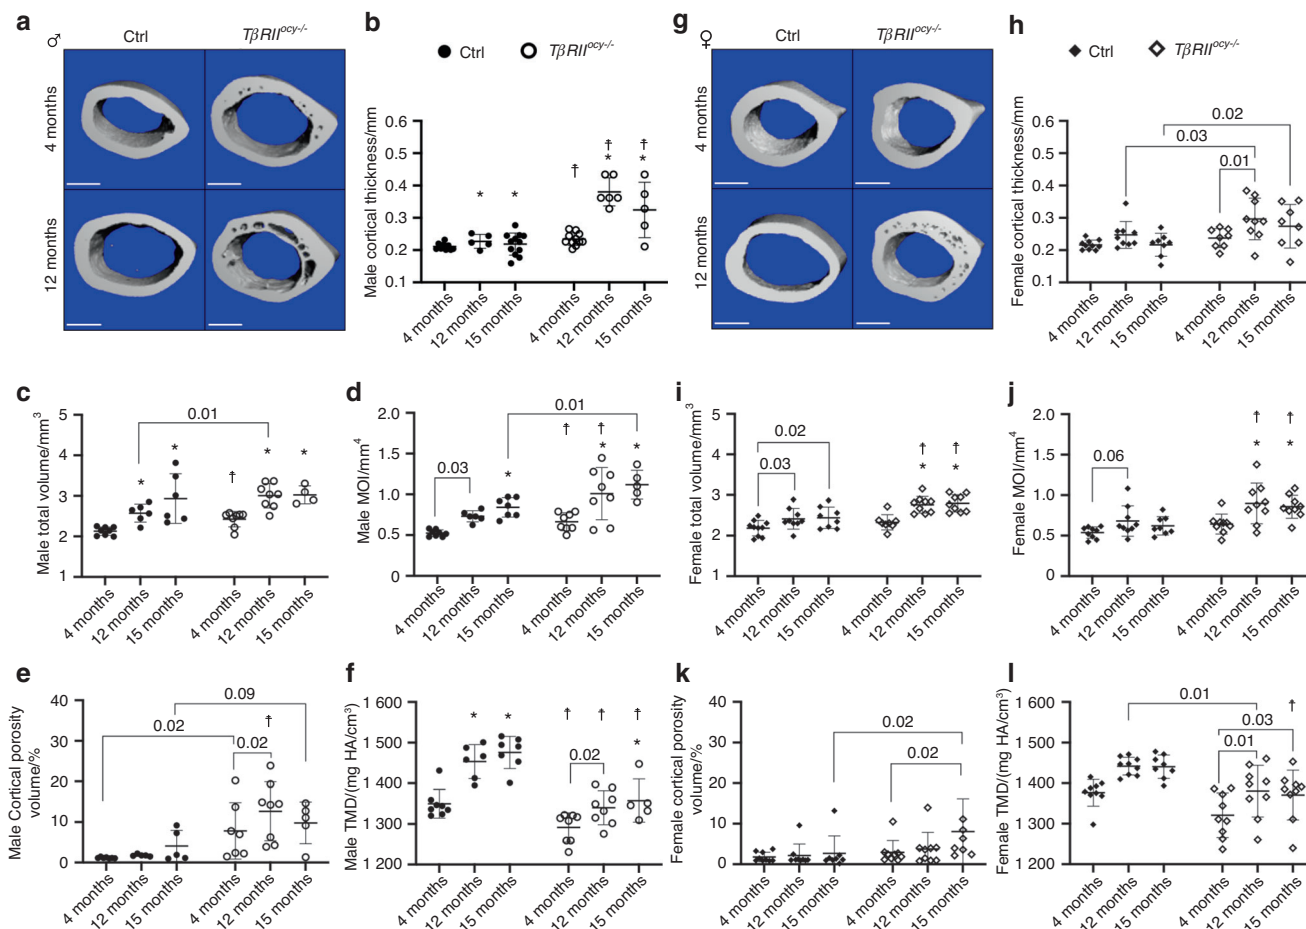 a
♂
Ctrl
TβRII^ocy-/-
4 months
12 months
b
Ctrl
TβRII^ocy-/-
Male cortical thickness/mm
0.6
0.5
0.4
0.3
0.2
0.1
* * † † * † *
4 months
12 months
15 months
4 months
12 months
15 months
g
♀
Ctrl
TβRII^ocy-/-
4 months
12 months
h
Ctrl
TβRII^ocy-/-
Female cortical thickness/mm
0.6
0.5
0.4
0.3
0.2
0.1
0.02
0.03
0.01
4 months
12 months
15 months
4 months
12 months
15 months
c
Male total volume/mm³
5
4
3
2
1
0.01
* * † * *
4 months
12 months
15 months
4 months
12 months
15 months
d
Male MOI/mm⁴
2.0
1.5
1.0
0.5
0
0.01
0.03
* † † * *
4 months
12 months
15 months
4 months
12 months
15 months
i
Female total volume/mm³
5
4
3
2
1
0.02
0.03
† * † *
4 months
12 months
15 months
4 months
12 months
15 months
j
Female MOI/mm⁴
2.0
1.5
1.0
0.5
0
0.06
† * † *
4 months
12 months
15 months
4 months
12 months
15 months
e
Male Cortical porosity
volume/%
40
30
20
10
0
0.09
0.02
0.02
†
4 months
12 months
15 months
4 months
12 months
15 months
f
Male TMD/(mg HA/cm³)
1 600
1 500
1 400
1 300
1 200
* * † † † *
0.02
4 months
12 months
15 months
4 months
12 months
15 months
k
Female cortical porosity
volume/%
40
30
20
10
0
0.02
0.02
4 months
12 months
15 months
4 months
12 months
15 months
l
Female TMD/(mg HA/cm³)
1 600
1 500
1 400
1 300
1 200
0.01
0.03
0.01
†
4 months
12 months
15 months
4 months
12 months
15 months